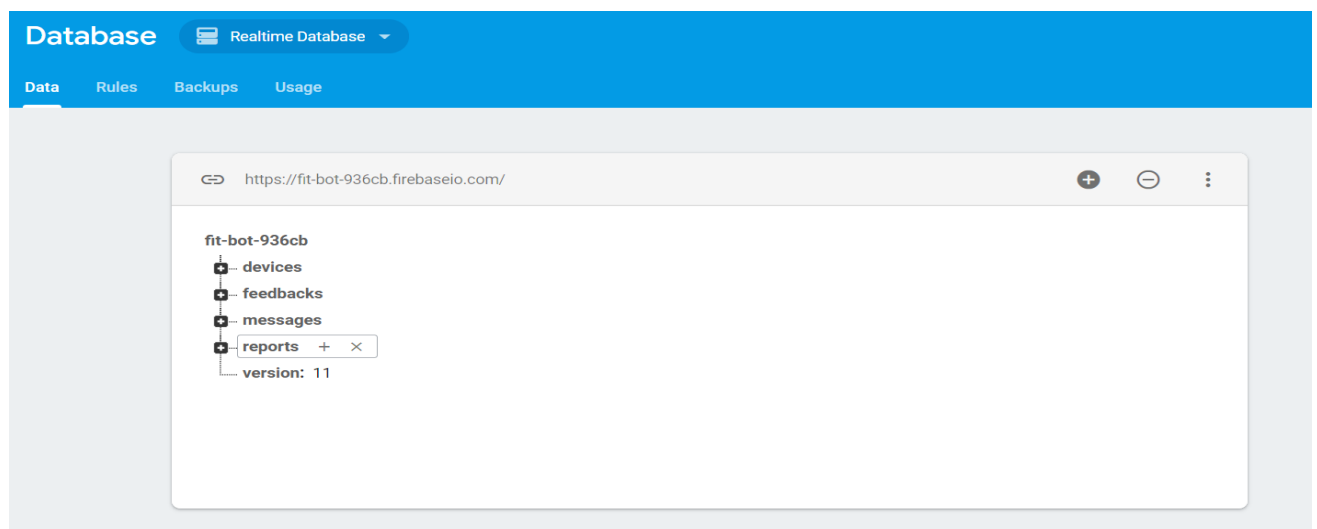 Database Realtime Database
Data Rules Backups Usage
https://fit-bot-936cb.firebaseio.com/
fit-bot-936cb
devices
feedbacks
messages
reports
version: 11